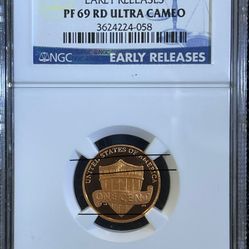 EARLY RELEASES
PF 69 RD ULTRA CAMEO
3624224-058
NGC EARLY RELEASES
UNITED STATES OF AMERICA
ONE CENT